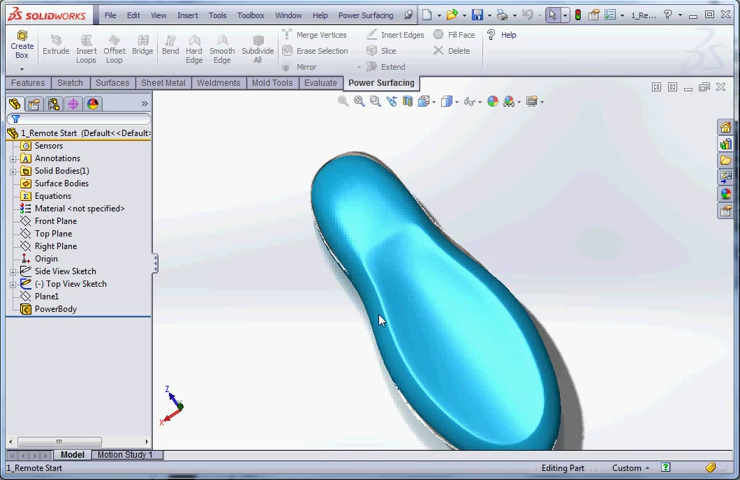 SOLIDWORKS File Edit View Insert Tools Toolbox Window Help Power Surfacing 1_Re...
Create Box Extrude Insert Loops Offset Loops Bridge Bend Hard Edge Smooth Edge Subdivide All
Merge Vertices Insert Edges Fill Face Help
Erase Selection Slice Delete
Mirror Extend
Features Sketch Surfaces Sheet Metal Weldments Mold Tools Evaluate Power Surfacing
1_Remote Start (Default<<Default>
Sensors
Annotations
Solid Bodies(1)
Surface Bodies
Equations
Material <not specified>
Front Plane
Top Plane
Right Plane
Origin
Side View Sketch
(-) Top View Sketch
Plane1
PowerBody
Z
X
Model Motion Study 1
1_Remote Start Editing Part Custom